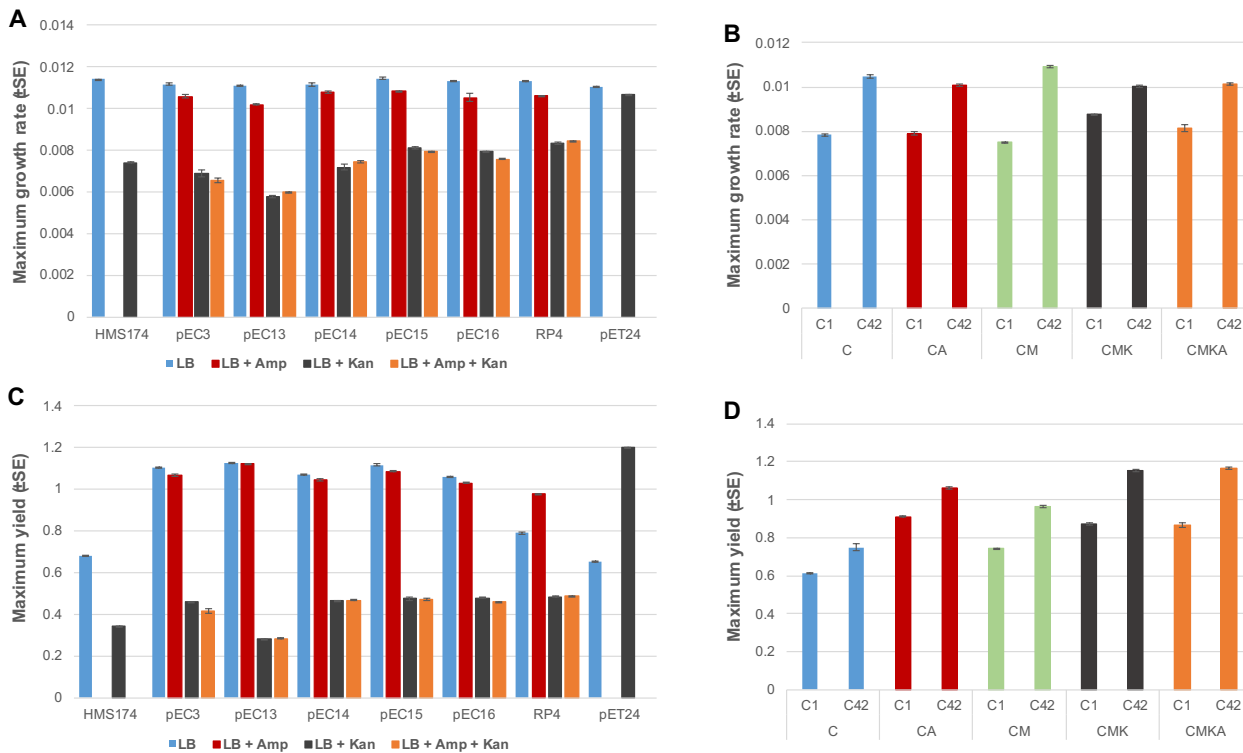 A
Maximum growth rate (±SE)
0.014
0.012
0.01
0.008
0.006
0.004
0.002
0
HMS174 pEC3 pEC13 pEC14 pEC15 pEC16 RP4 pET24
LB LB + Amp LB + Kan LB + Amp + Kan
B
Maximum growth rate (±SE)
0.012
0.01
0.008
0.006
0.004
0.002
0
C1 C42 C1 C42 C1 C42 C1 C42 C1 C42
C CA CM CMK CMKA
C
Maximum yield (±SE)
1.4
1.2
1
0.8
0.6
0.4
0.2
0
HMS174 pEC3 pEC13 pEC14 pEC15 pEC16 RP4 pET24
LB LB + Amp LB + Kan LB + Amp + Kan
D
Maximum yield (±SE)
1.4
1.2
1
0.8
0.6
0.4
0.2
0
C1 C42 C1 C42 C1 C42 C1 C42 C1 C42
C CA CM CMK CMKA